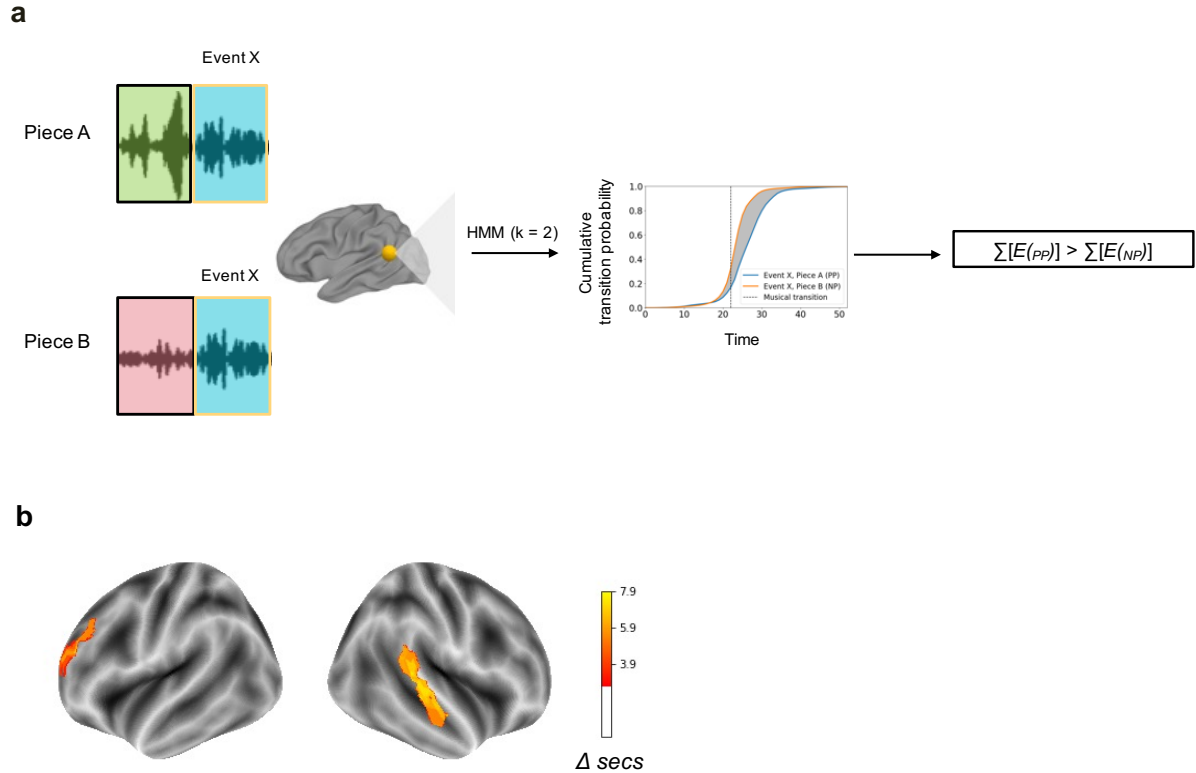 a
Event X
Piece A
Event X
Piece B
HMM (k = 2)
Cumulative
transition probability
1.0
0.8
0.6
0.4
0.2
0.0
0 10 20 30 40 50
Event X, Piece A (PP)
Event X, Piece B (NP)
Musical transition
Time
∑[E(PP)] > ∑[E(NP)]
b
7.9
5.9
3.9
Δ secs